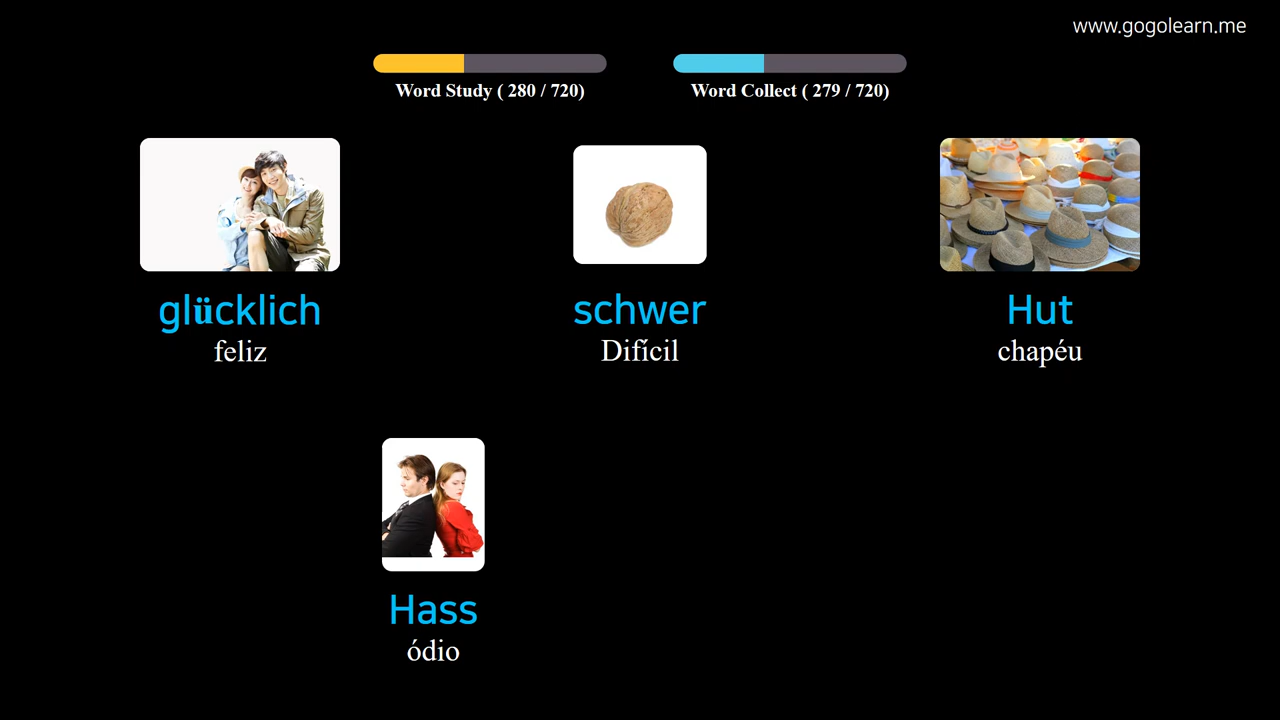 www.gogolearn.me
Word Study ( 280 / 720)
Word Collect ( 279 / 720)
glücklich
feliz
schwer
Difícil
Hut
chapéu
Hass
ódio